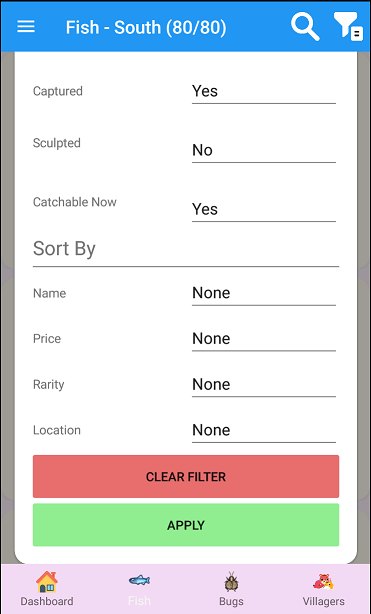 Fish - South (80/80)
Captured Yes
Sculpted No
Catchable Now Yes
Sort By
Name None
Price None
Rarity None
Location None
CLEAR FILTER
APPLY
Dashboard Fish Bugs Villagers